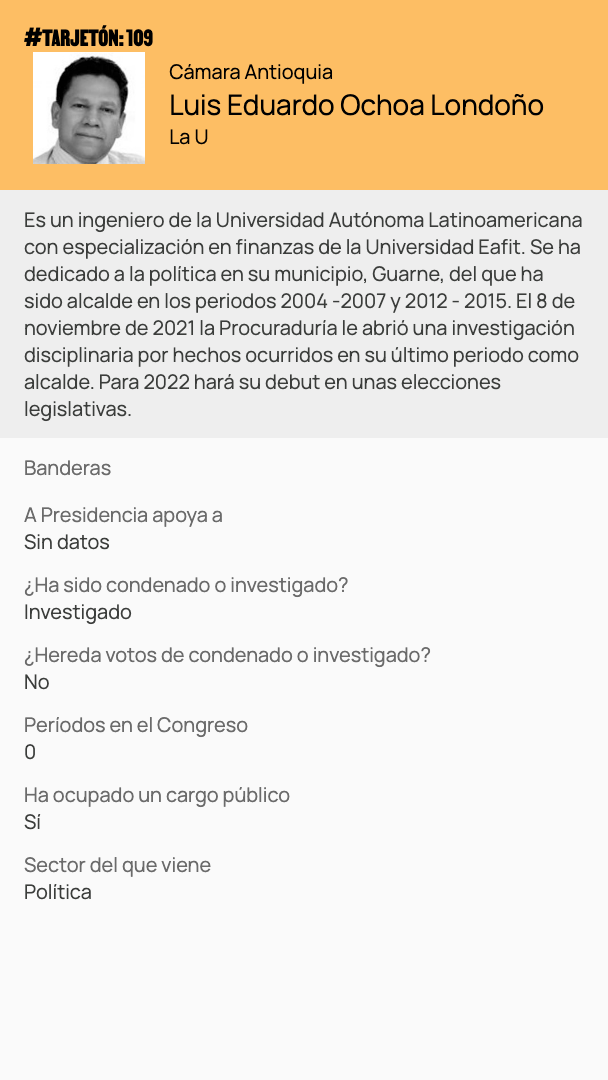 #TARJETÓN: 109
Cámara Antioquia
Luis Eduardo Ochoa Londoño
La U
Es un ingeniero de la Universidad Autónoma Latinoamericana
con especialización en finanzas de la Universidad Eafit. Se ha
dedicado a la política en su municipio, Guarne, del que ha
sido alcalde en los periodos 2004 -2007 y 2012 - 2015. El 8 de
noviembre de 2021 la Procuraduría le abrió una investigación
disciplinaria por hechos ocurridos en su último periodo como
alcalde. Para 2022 hará su debut en unas elecciones
legislativas.
Banderas
A Presidencia apoya a
Sin datos
¿Ha sido condenado o investigado?
Investigado
¿Hereda votos de condenado o investigado?
No
Períodos en el Congreso
0
Ha ocupado un cargo público
Sí
Sector del que viene
Política